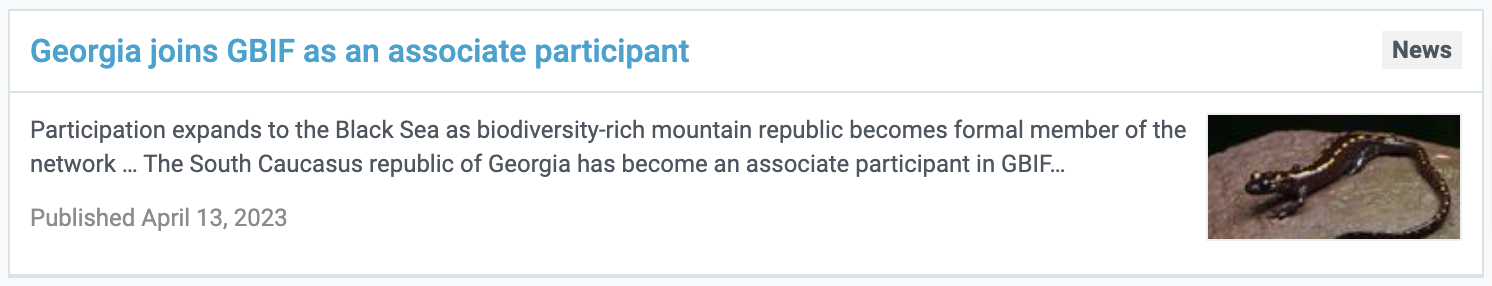 Georgia joins GBIF as an associate participant
News
Participation expands to the Black Sea as biodiversity-rich mountain republic becomes formal member of the
network … The South Caucasus republic of Georgia has become an associate participant in GBIF…
Published April 13, 2023